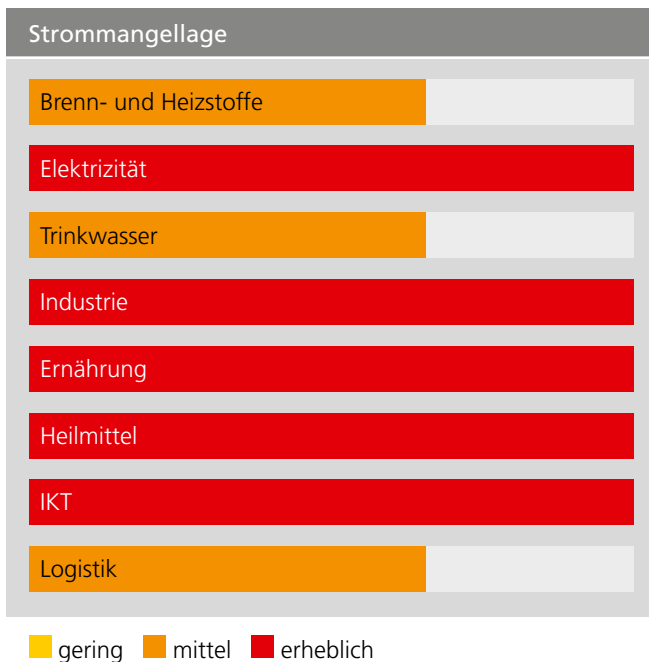 Strommangellage
Brenn- und Heizstoffe
Elektrizität
Trinkwasser
Industrie
Ernährung
Heilmittel
IKT
Logistik
gering mittel erheblich